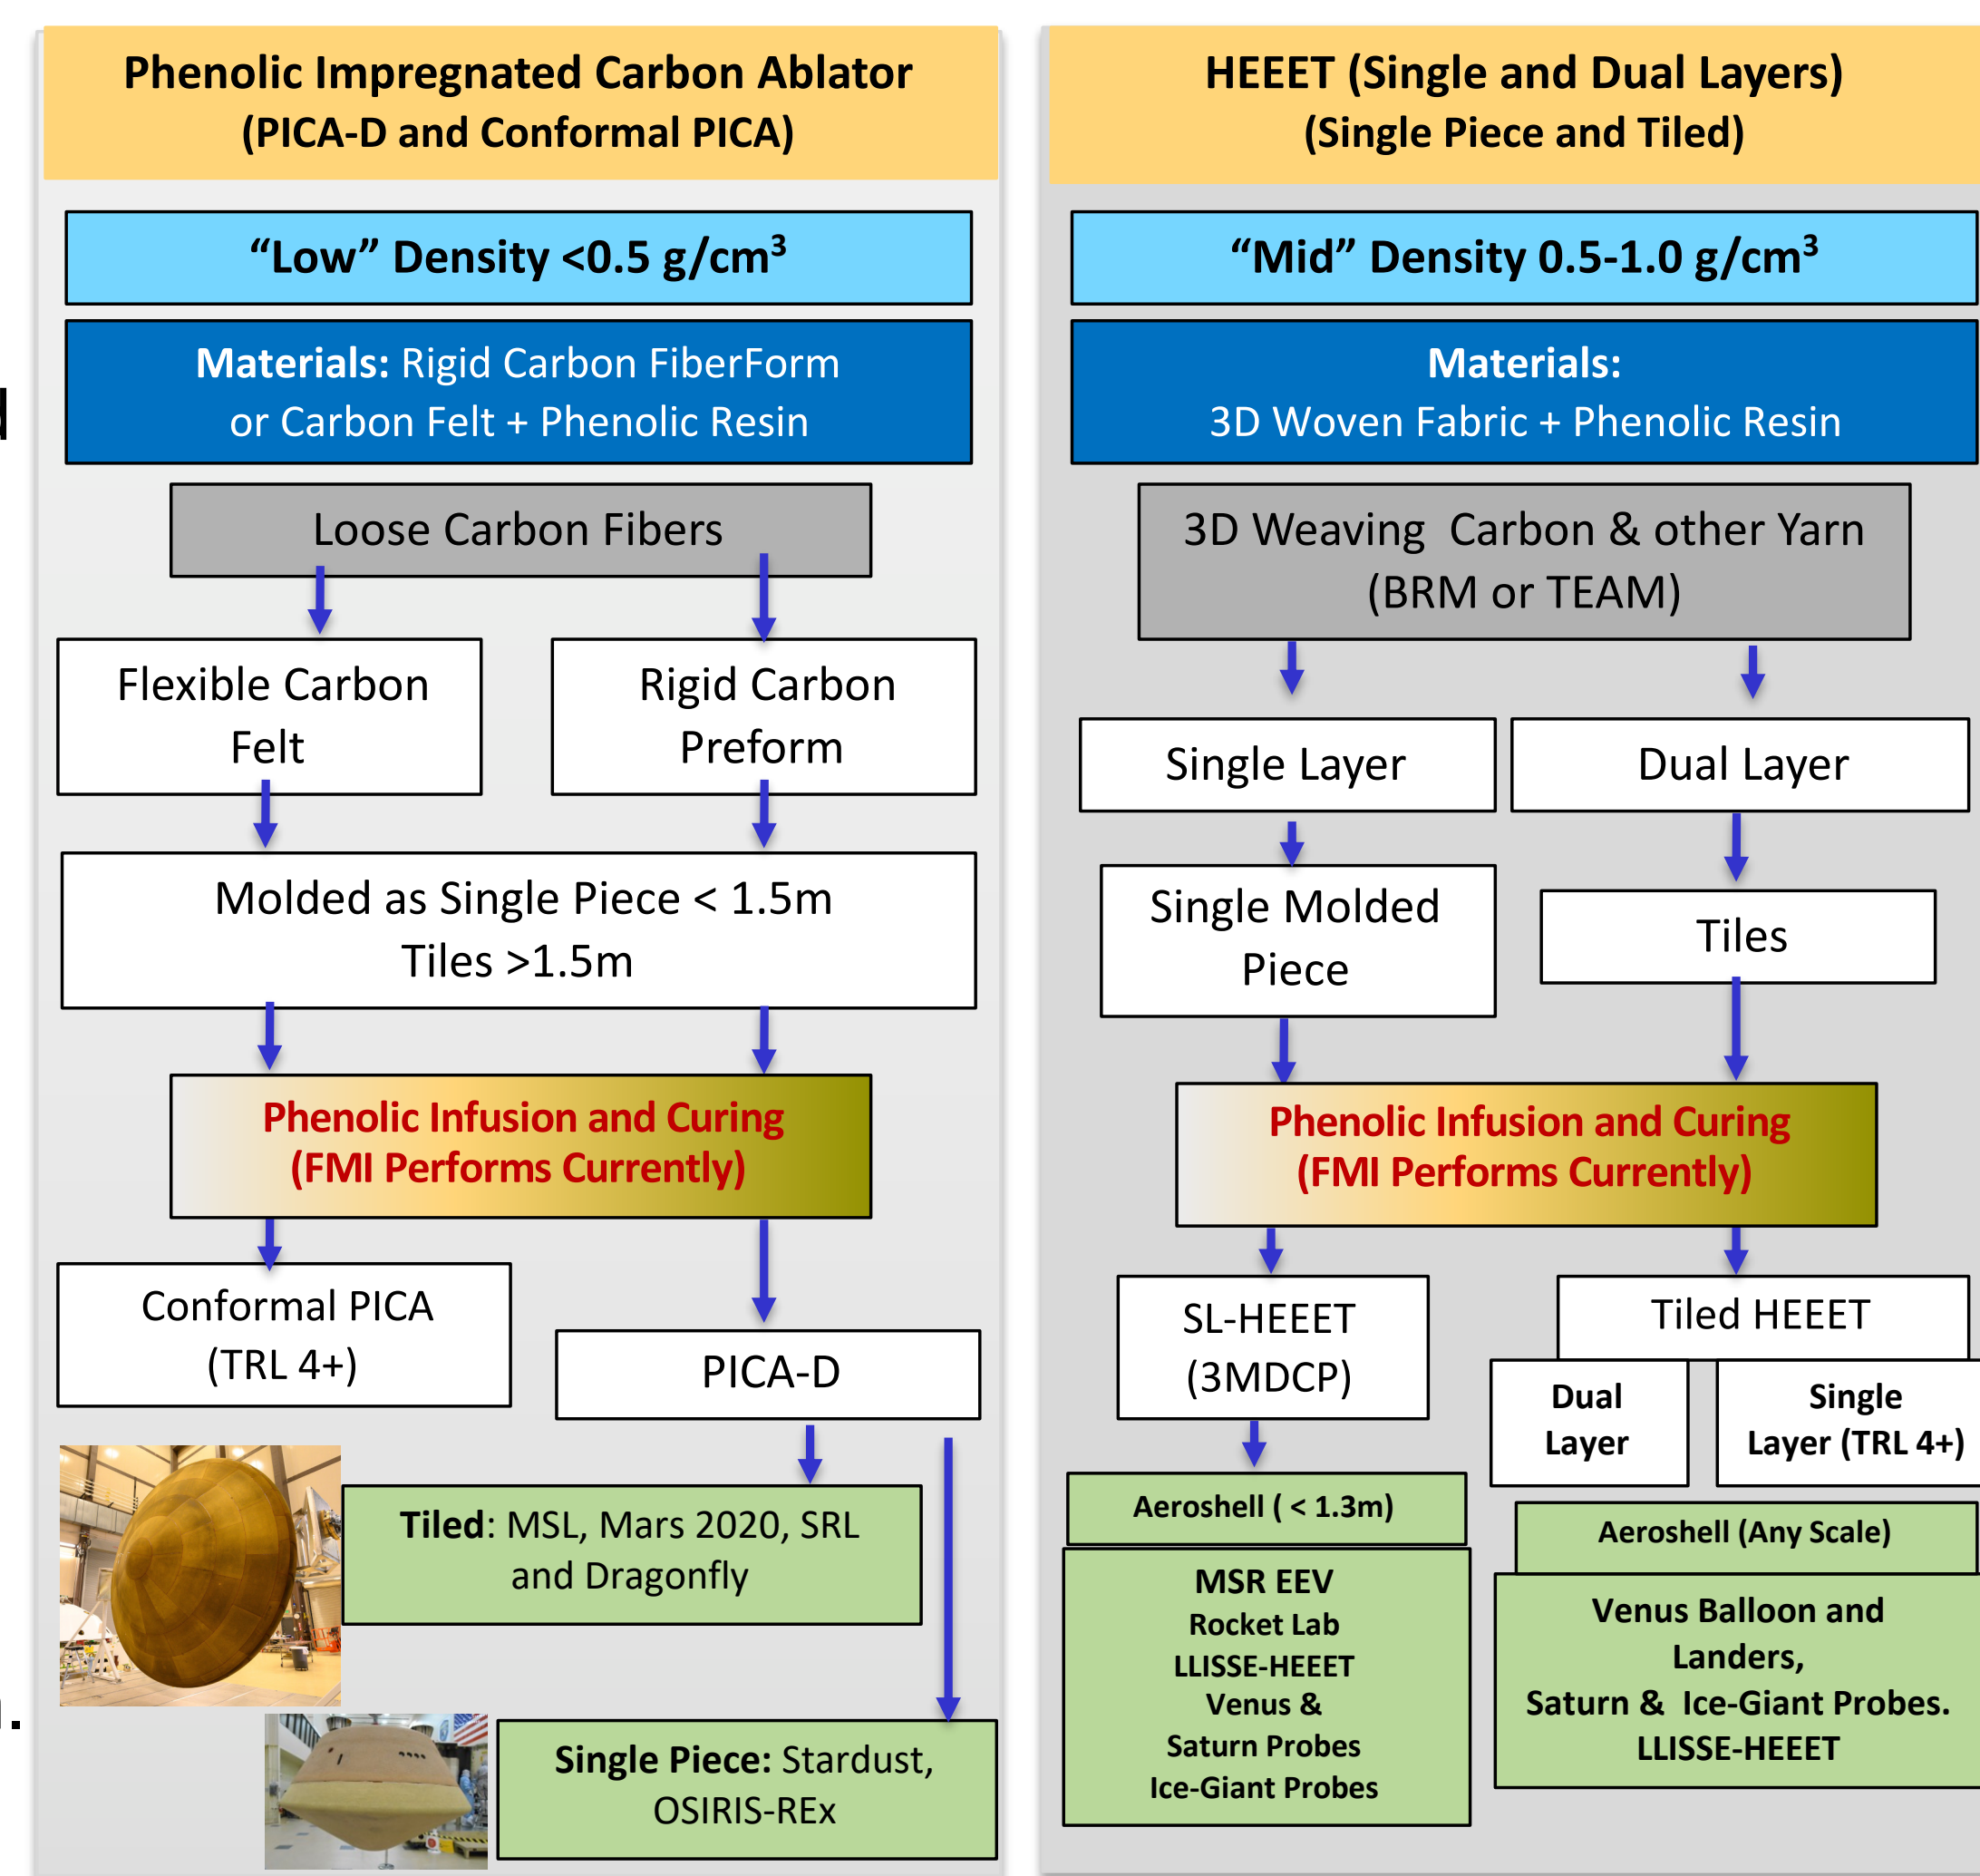 Phenolic Impregnated Carbon Ablator
(PICA-D and Conformal PICA)
“Low” Density <0.5 g/cm³
Materials: Rigid Carbon FiberForm
or Carbon Felt + Phenolic Resin
Loose Carbon Fibers
Flexible Carbon
Felt
Rigid Carbon
Preform
Molded as Single Piece < 1.5m
Tiles >1.5m
Phenolic Infusion and Curing
(FMI Performs Currently)
Conformal PICA
(TRL 4+)
PICA-D
Tiled: MSL, Mars 2020, SRL
and Dragonfly
Single Piece: Stardust,
OSIRIS-REx
HEEET (Single and Dual Layers)
(Single Piece and Tiled)
“Mid” Density 0.5-1.0 g/cm³
Materials:
3D Woven Fabric + Phenolic Resin
3D Weaving  Carbon & other Yarn
(BRM or TEAM)
Single Layer
Dual Layer
Single Molded
Piece
Tiles
Phenolic Infusion and Curing
(FMI Performs Currently)
SL-HEEET
(3MDCP)
Tiled HEEET
Dual
Layer
Single
Layer (TRL 4+)
Aeroshell ( < 1.3m)
MSR EEV
Rocket Lab
LLISSE-HEEET
Venus &
Saturn Probes
Ice-Giant Probes
Aeroshell (Any Scale)
Venus Balloon and
Landers,
Saturn &  Ice-Giant Probes.
LLISSE-HEEET